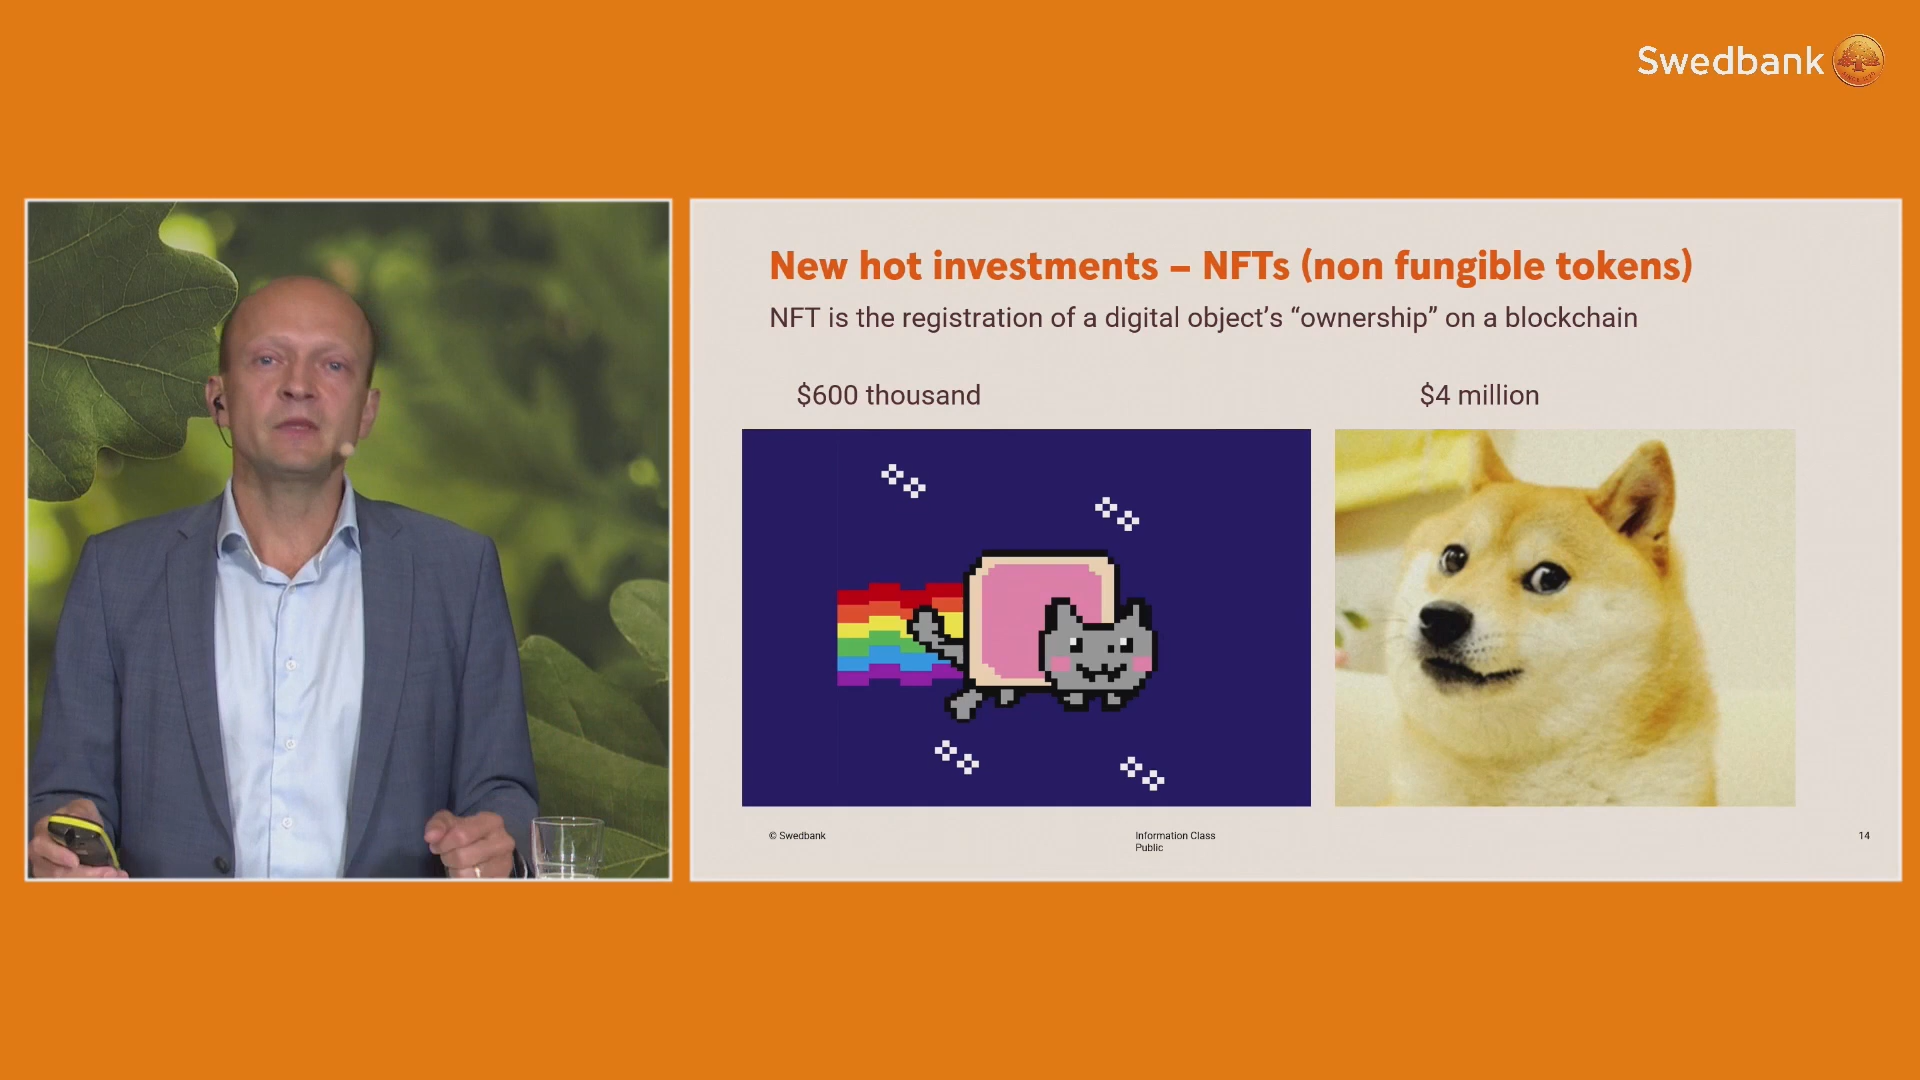 Swedbank
New hot investments – NFTs (non fungible tokens)
NFT is the registration of a digital object’s “ownership” on a blockchain
$600 thousand
$4 million
© Swedbank
Information Class
Public
14